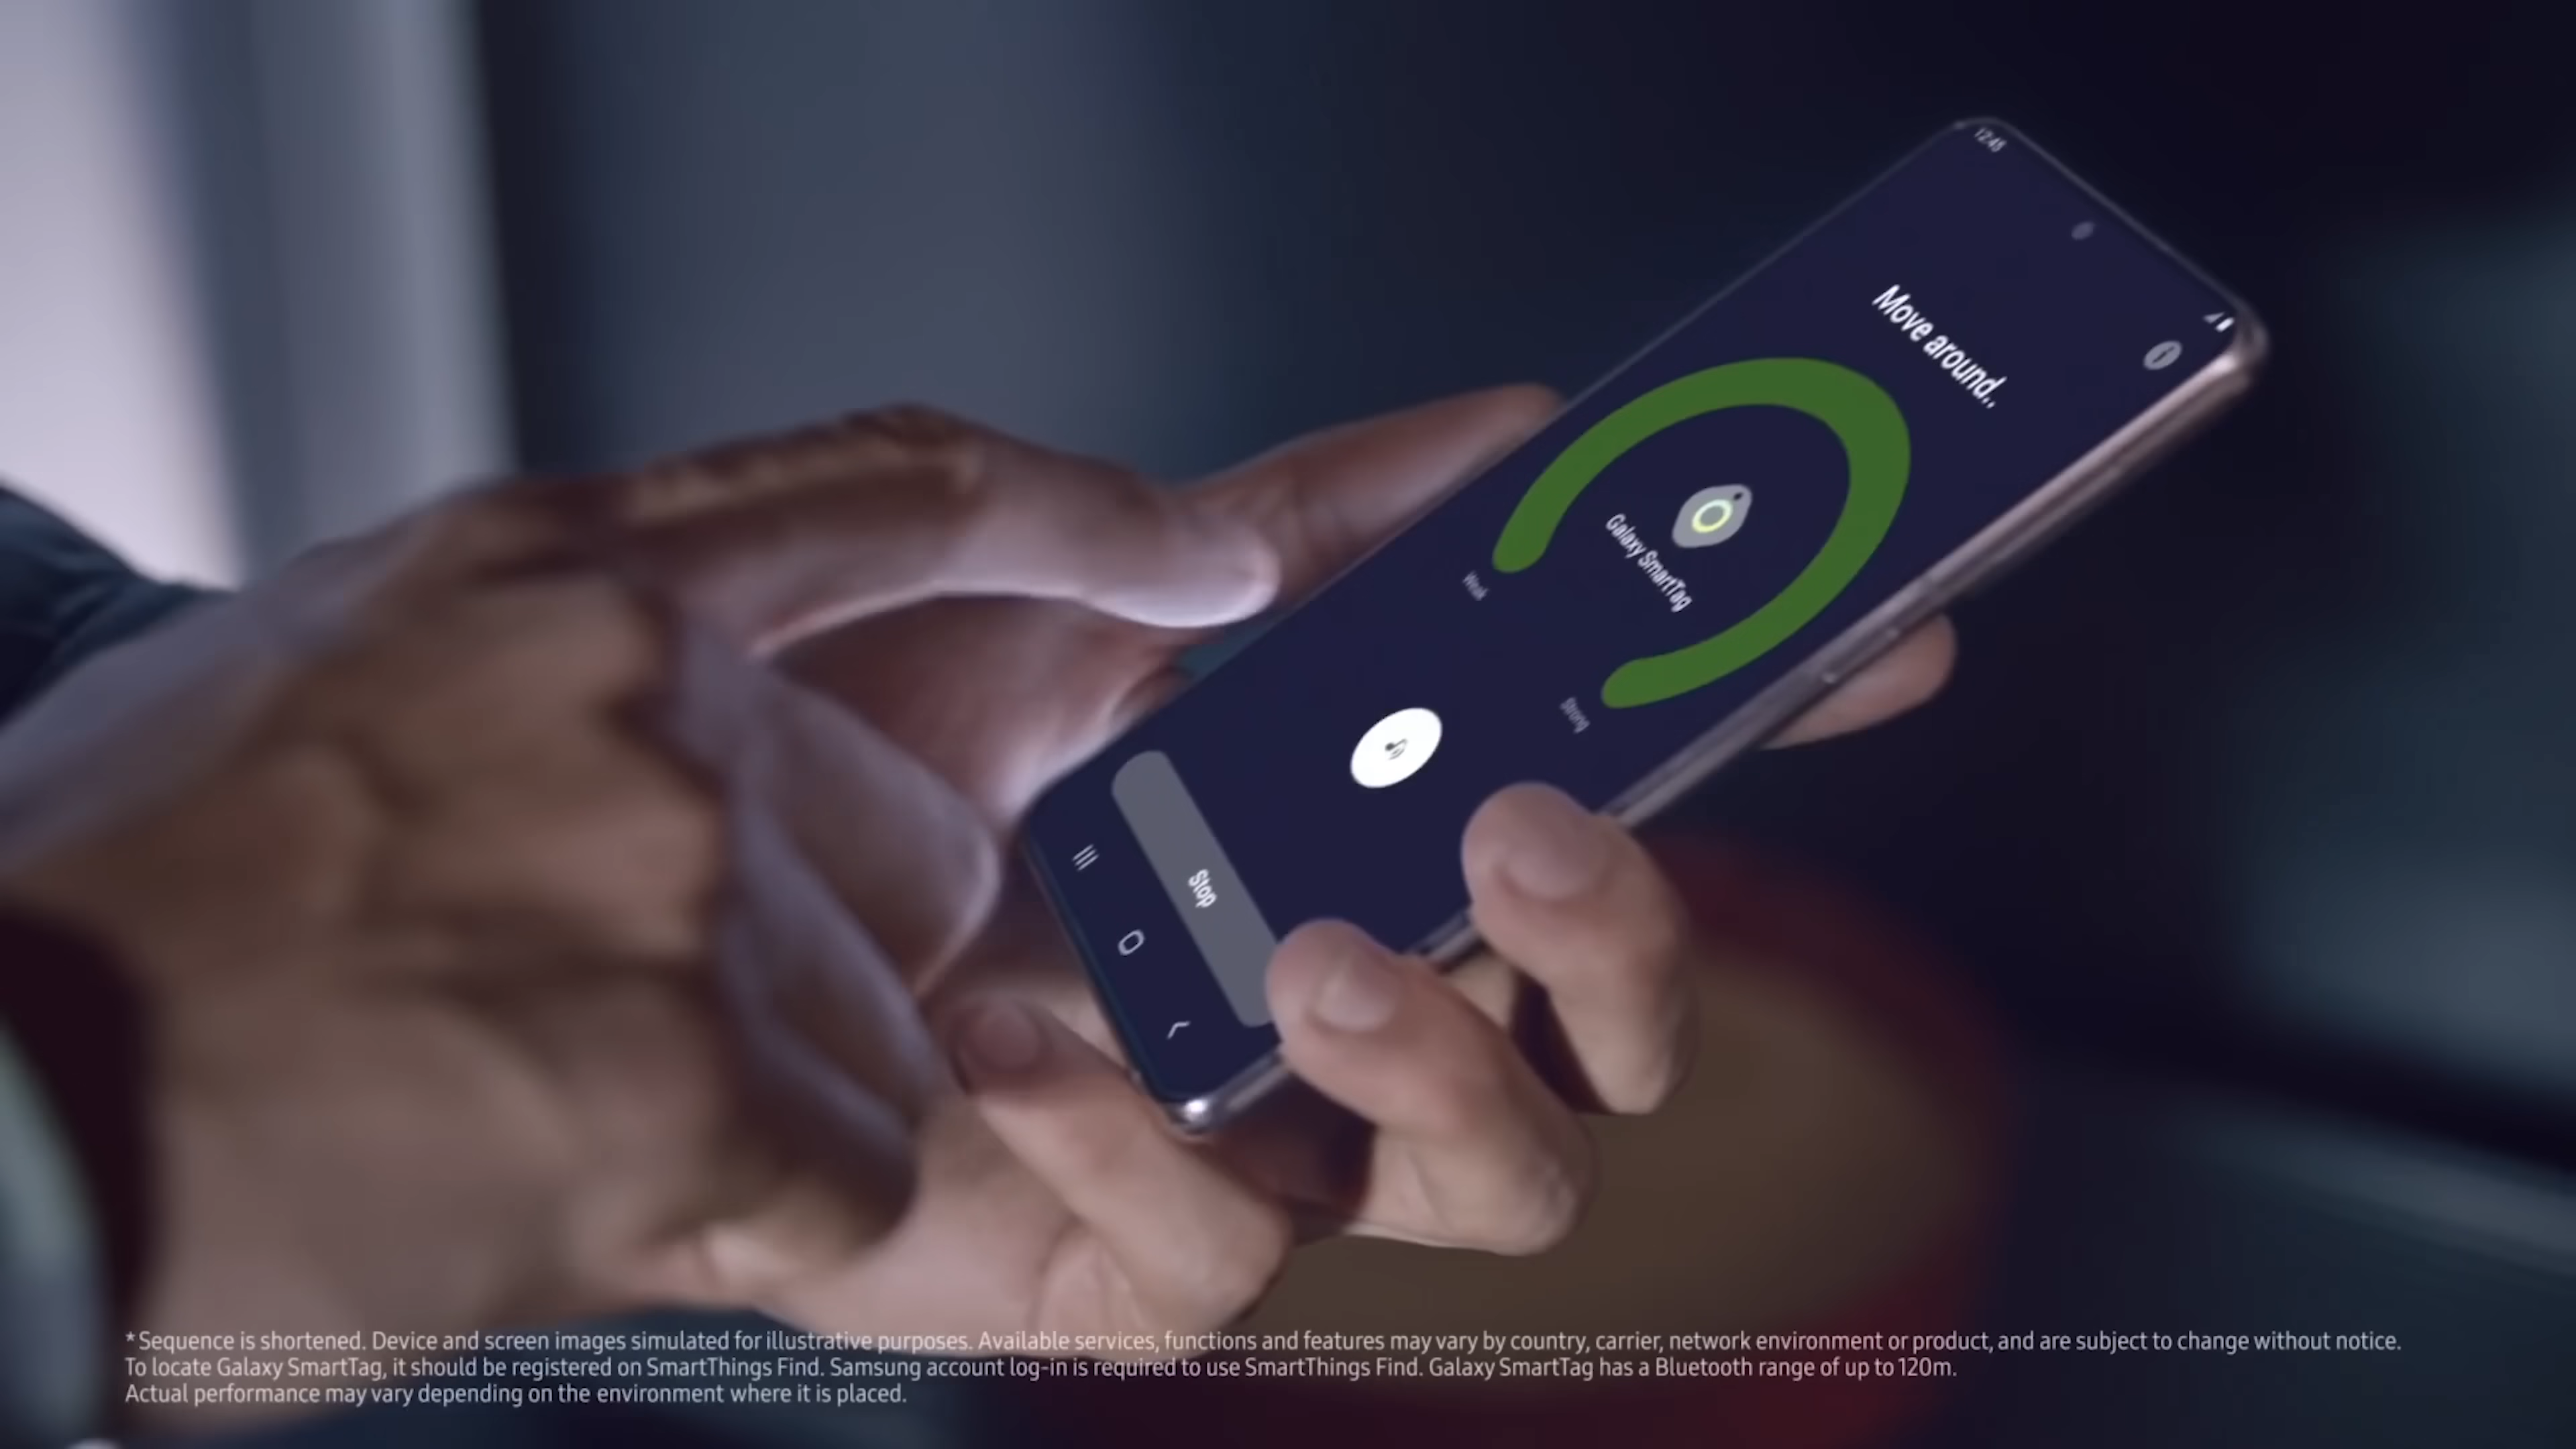 12:45
Move around..
Galaxy SmartTag
Weak
Strong
Stop
* Sequence is shortened. Device and screen images simulated for illustrative purposes. Available services, functions and features may vary by country, carrier, network environment or product, and are subject to change without notice.
To locate Galaxy SmartTag, it should be registered on SmartThings Find. Samsung account log-in is required to use SmartThings Find. Galaxy SmartTag has a Bluetooth range of up to 120m.
Actual performance may vary depending on the environment where it is placed.